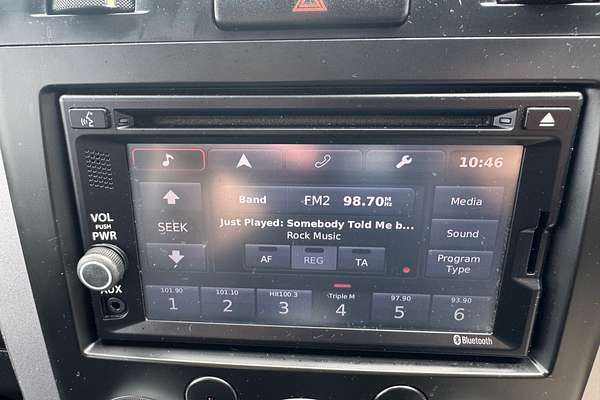 10:46
VOL
PUSH
PWR
AUX
SEEK
Band FM2 98.70
Just Played: Somebody Told Me b...
Rock Music
AF REG TA
Media
Sound
Program
Type
101.90
1
101.10
2
Hit100.3
3
Triple M
4
97.90
5
93.90
6
Bluetooth